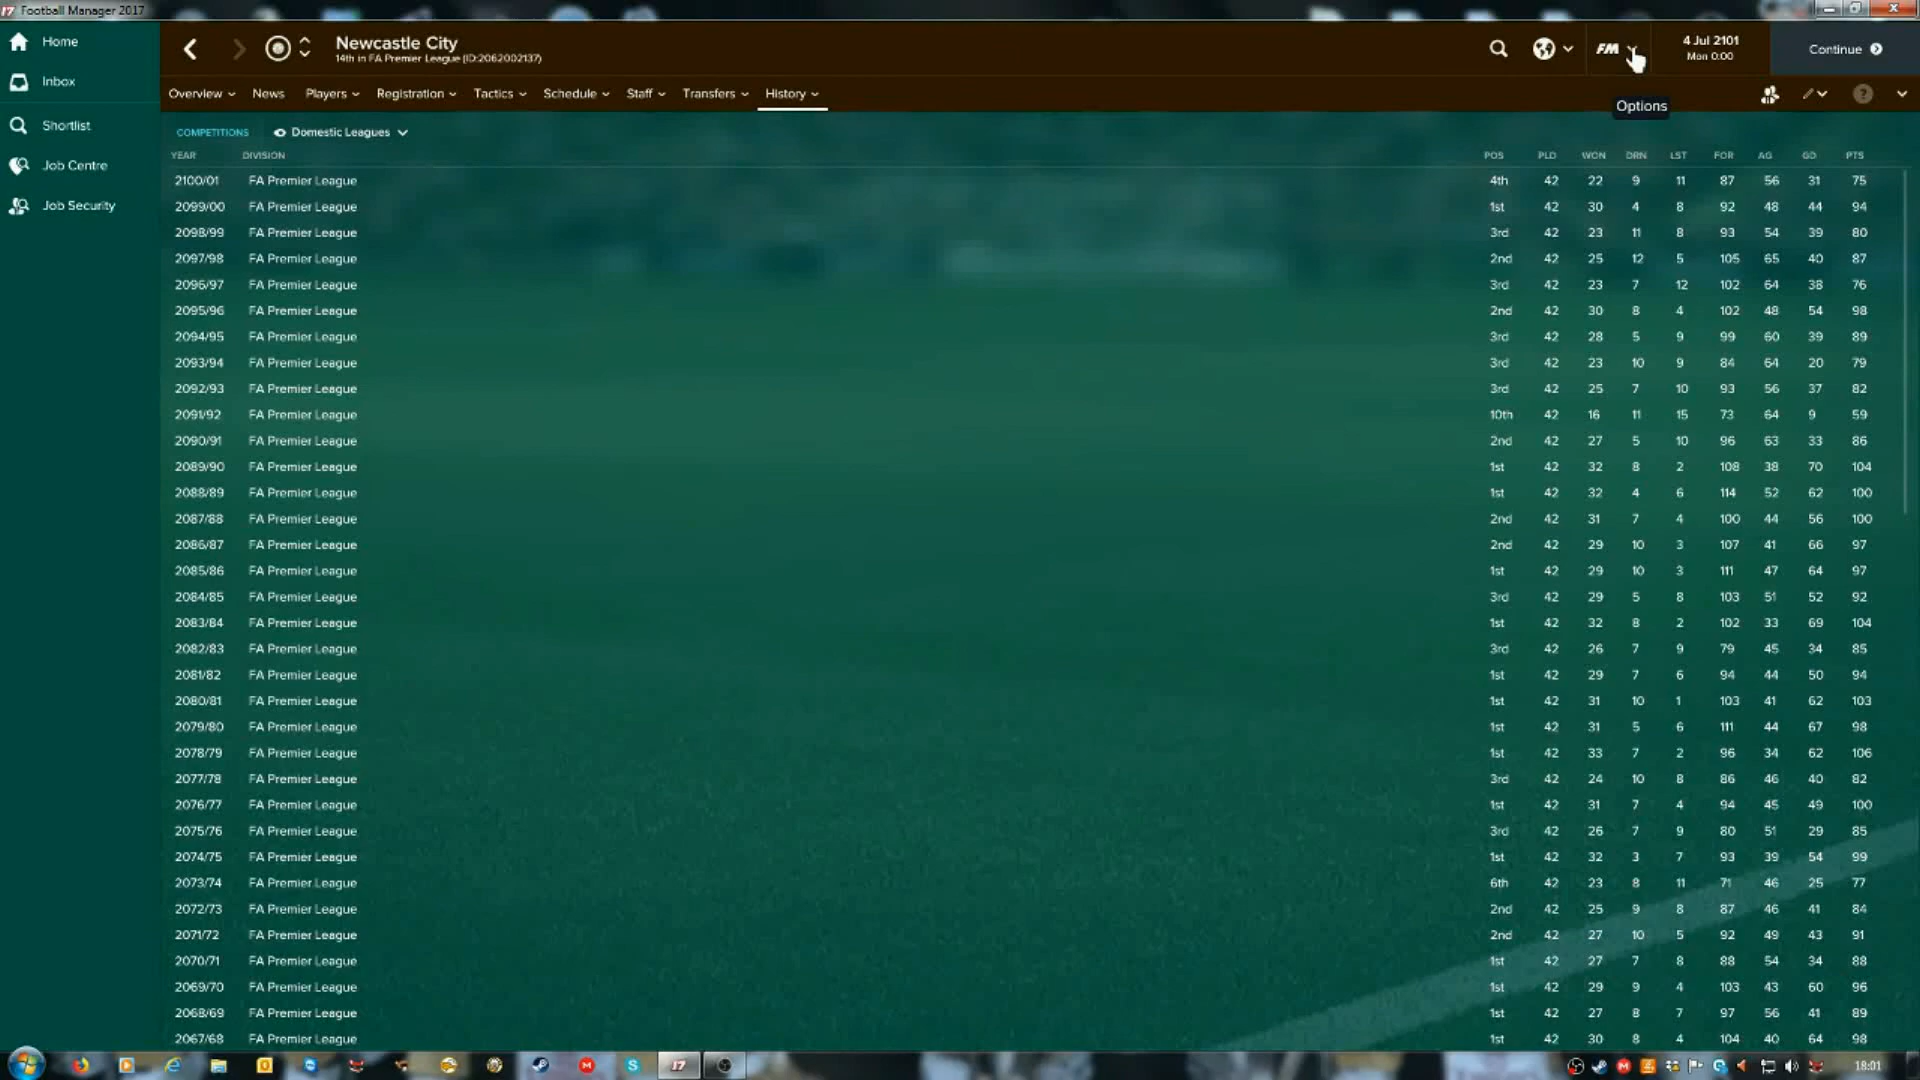 17 Football Manager 2017
Home
Inbox
Shortlist
Job Centre
Job Security
Newcastle City
14th in FA Premier League (ID:2062002137)
FM
4 Jul 2101
Mon 0:00
Continue
Options
Overview News Players Registration Tactics Schedule Staff Transfers History
COMPETITIONS Domestic Leagues
YEAR DIVISION POS PLD WON DRN LST FOR AG GD PTS
2100/01 FA Premier League 4th 42 22 9 11 87 56 31 75
2099/00 FA Premier League 1st 42 30 4 8 92 48 44 94
2098/99 FA Premier League 3rd 42 23 11 8 93 54 39 80
2097/98 FA Premier League 2nd 42 25 12 5 105 65 40 87
2096/97 FA Premier League 3rd 42 23 7 12 102 64 38 76
2095/96 FA Premier League 2nd 42 30 8 4 102 48 54 98
2094/95 FA Premier League 3rd 42 28 5 9 99 60 39 89
2093/94 FA Premier League 3rd 42 23 10 9 84 64 20 79
2092/93 FA Premier League 3rd 42 25 7 10 93 56 37 82
2091/92 FA Premier League 10th 42 16 11 15 73 64 9 59
2090/91 FA Premier League 2nd 42 27 5 10 96 63 33 86
2089/90 FA Premier League 1st 42 32 8 2 108 38 70 104
2088/89 FA Premier League 1st 42 32 4 6 114 52 62 100
2087/88 FA Premier League 2nd 42 31 7 4 100 44 56 100
2086/87 FA Premier League 2nd 42 29 10 3 107 41 66 97
2085/86 FA Premier League 1st 42 29 10 3 111 47 64 97
2084/85 FA Premier League 3rd 42 29 5 8 103 51 52 92
2083/84 FA Premier League 1st 42 32 8 2 102 33 69 104
2082/83 FA Premier League 3rd 42 26 7 9 79 45 34 85
2081/82 FA Premier League 1st 42 29 7 6 94 44 50 94
2080/81 FA Premier League 1st 42 31 10 1 103 41 62 103
2079/80 FA Premier League 1st 42 31 5 6 111 44 67 98
2078/79 FA Premier League 1st 42 33 7 2 96 34 62 106
2077/78 FA Premier League 3rd 42 24 10 8 86 46 40 82
2076/77 FA Premier League 1st 42 31 7 4 94 45 49 100
2075/76 FA Premier League 3rd 42 26 7 9 80 51 29 85
2074/75 FA Premier League 1st 42 32 3 7 93 39 54 99
2073/74 FA Premier League 6th 42 23 8 11 71 46 25 77
2072/73 FA Premier League 2nd 42 25 9 8 87 46 41 84
2071/72 FA Premier League 2nd 42 27 10 5 92 49 43 91
2070/71 FA Premier League 1st 42 27 7 8 88 54 34 88
2069/70 FA Premier League 1st 42 29 9 4 103 43 60 96
2068/69 FA Premier League 1st 42 27 8 7 97 56 41 89
2067/68 FA Premier League 1st 42 30 8 4 104 40 64 98
17
18:01